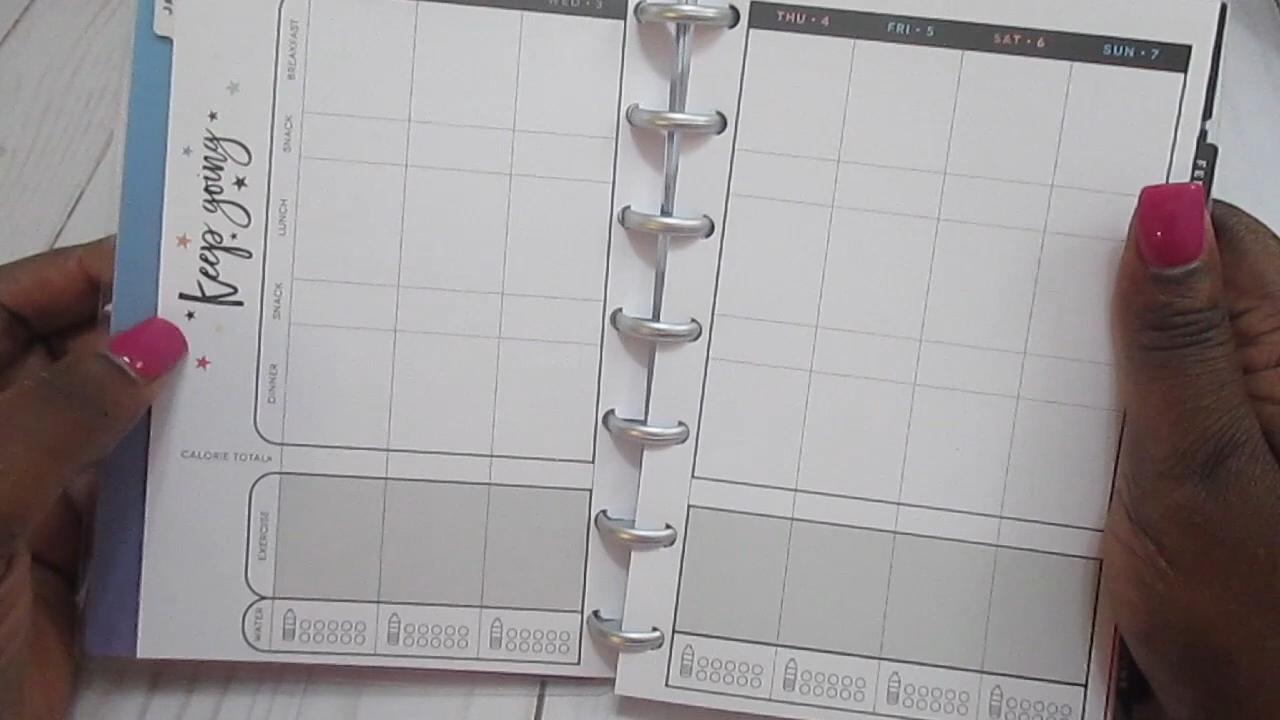 WED • 3
THU • 4
FRI • 5
SAT • 6
SUN • 7
Keep going
BREAKFAST
SNACK
LUNCH
SNACK
DINNER
CALORIE TOTAL
EXERCISE
WATER